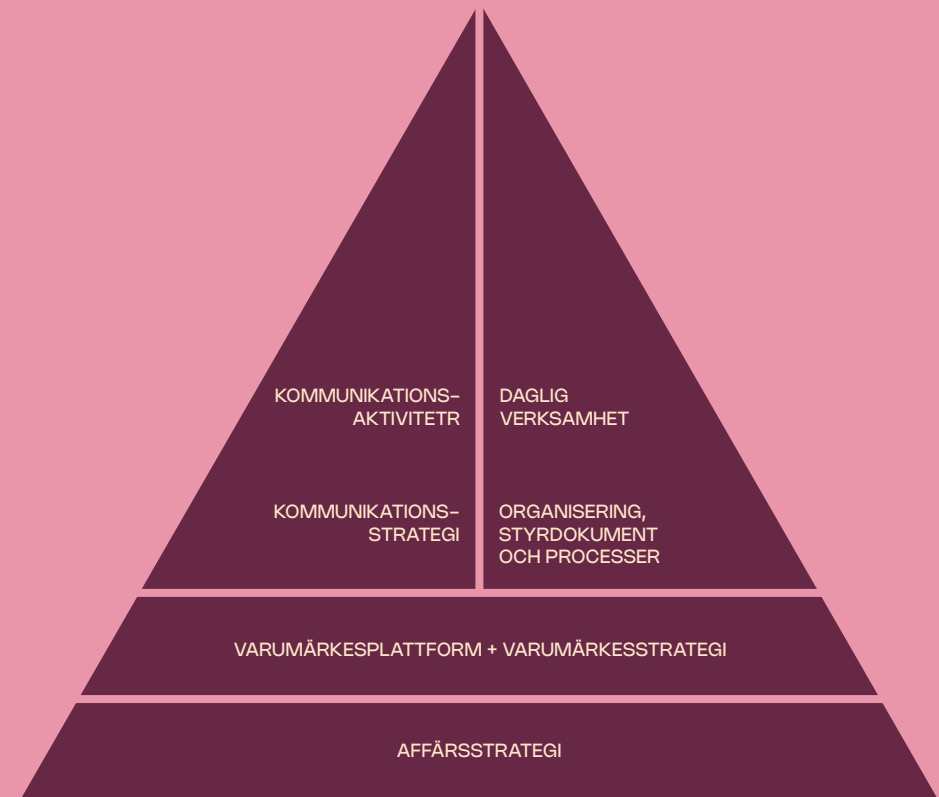 KOMMUNIKATIONS–
AKTIVITETR
DAGLIG
VERKSAMHET
KOMMUNIKATIONS–
STRATEGI
ORGANISERING,
STYRDOKUMENT
OCH PROCESSER
VARUMÄRKESPLATTFORM + VARUMÄRKESSTRATEGI
AFFÄRSSTRATEGI